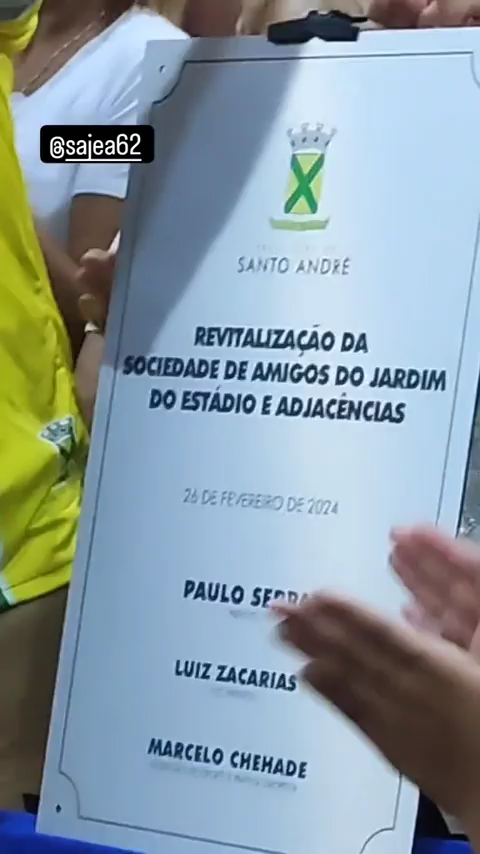 @sajea62
SANTO ANDRÉ
REVITALIZAÇÃO DA
SOCIEDADE DE AMIGOS DO JARDIM
DO ESTÁDIO E ADJACÊNCIAS
26 DE FEVEREIRO DE 2024
PAULO
LUIZ ZACARIAS
MARCELO CHEHADE